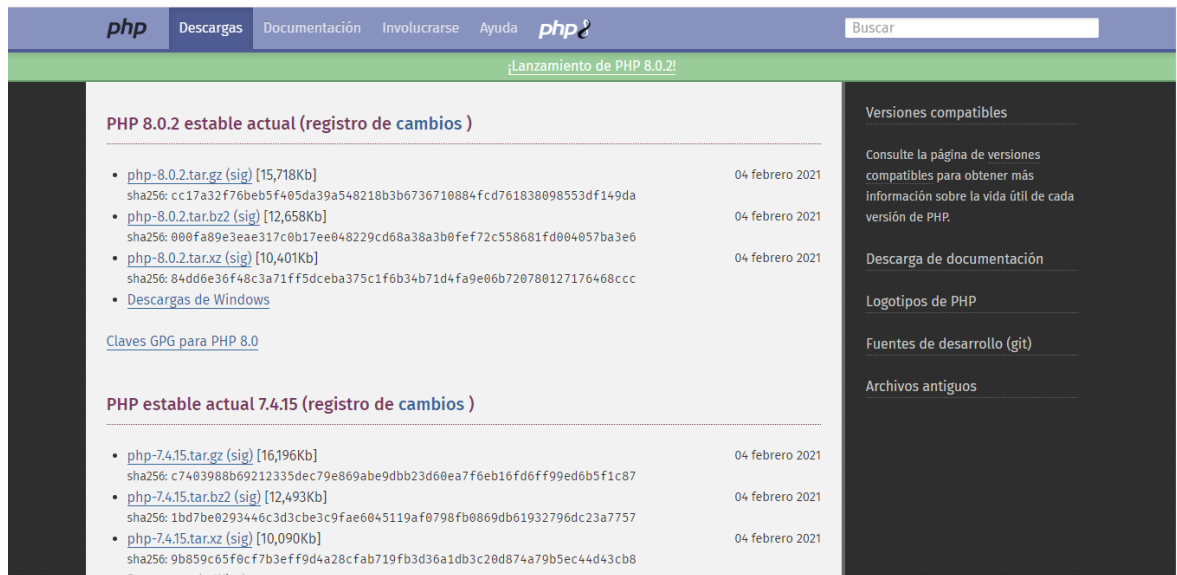 php Descargas Documentación Involucrarse Ayuda php8 Buscar
¡Lanzamiento de PHP 8.0.2!
PHP 8.0.2 estable actual (registro de cambios )
php-8.0.2.tar.gz (sig) [15,718Kb] 04 febrero 2021
sha256: cc17a32f76beb5f405da39a548218b3b6736710884fcd761838098553df149da
php-8.0.2.tar.bz2 (sig) [12,658Kb] 04 febrero 2021
sha256: 000fa89e3eae317c0b17ee048229cd68a38a3b0fef72c558681fd004057ba3e6
php-8.0.2.tar.xz (sig) [10,401Kb] 04 febrero 2021
sha256: 84dd6e36f48c3a71ff5dceba375c1f6b34b71d4fa9e06b720780127176468ccc
Descargas de Windows
Claves GPG para PHP 8.0
PHP estable actual 7.4.15 (registro de cambios )
php-7.4.15.tar.gz (sig) [16,196Kb] 04 febrero 2021
sha256: c7403988b69212335dec79e869abe9dbb23d60ea7f6eb16fd6ff99ed6b5f1c87
php-7.4.15.tar.bz2 (sig) [12,493Kb] 04 febrero 2021
sha256: 1bd7be0293446c3d3cbe3c9fae6045119af0798fb0869db61932796dc23a7757
php-7.4.15.tar.xz (sig) [10,090Kb] 04 febrero 2021
sha256: 9b859c65f0cf7b3eff9d4a28cfab719fb3d36a1db3c20d874a79b5ec44d43cb8
Versiones compatibles
Consulte la página de versiones
compatibles para obtener más
información sobre la vida útil de cada
versión de PHP.
Descarga de documentación
Logotipos de PHP
Fuentes de desarrollo (git)
Archivos antiguos